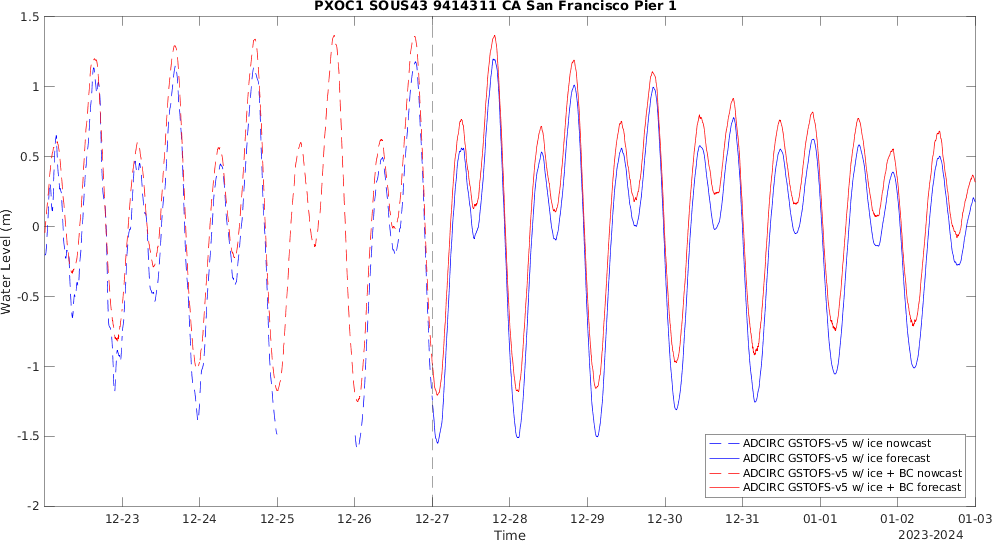 PXOC1 SOUS43 9414311 CA San Francisco Pier 1
1.5
1
0.5
0
-0.5
-1
-1.5
-2
Water Level (m)
12-23 12-24 12-25 12-26 12-27 12-28 12-29 12-30 12-31 01-01 01-02 01-03
Time
2023-2024
ADCIRC GSTOFS-v5 w/ ice nowcast
ADCIRC GSTOFS-v5 w/ ice forecast
ADCIRC GSTOFS-v5 w/ ice + BC nowcast
ADCIRC GSTOFS-v5 w/ ice + BC forecast